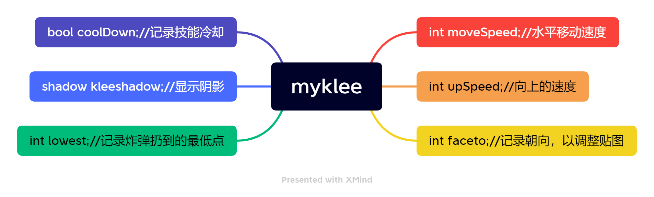 bool coolDown;//记录技能冷却
int moveSpeed;//水平移动速度
shadow kleeshadow;//显示阴影
myklee
int upSpeed;//向上的速度
int lowest;//记录炸弹扔到的最低点
int faceto;//记录朝向，以调整贴图
Presented with XMind